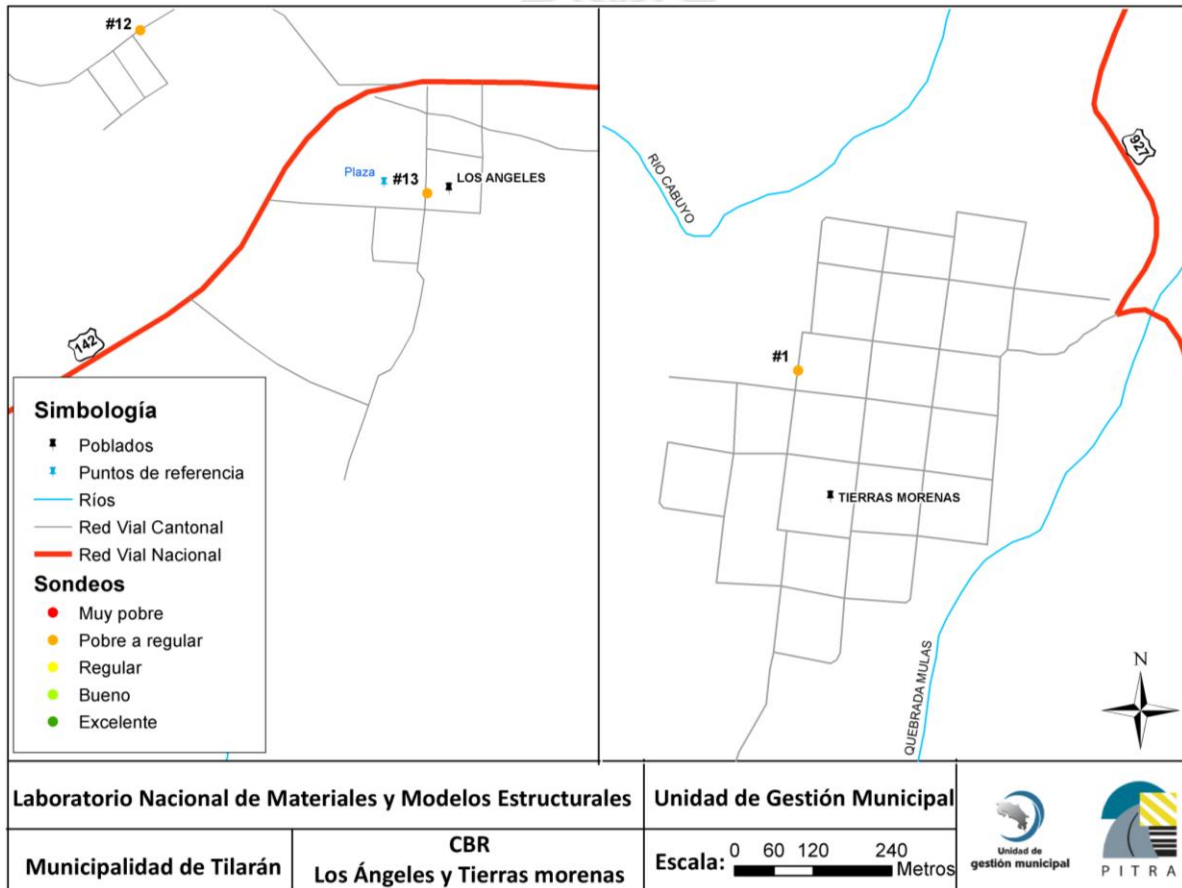 #12
Plaza
#13
LOS ANGELES
142
Simbología
Poblados
Puntos de referencia
Ríos
Red Vial Cantonal
Red Vial Nacional
Sondeos
Muy pobre
Pobre a regular
Regular
Bueno
Excelente
RIO CABUYO
927
#1
TIERRAS MORENAS
QUEBRADA MULAS
N
Laboratorio Nacional de Materiales y Modelos Estructurales
Unidad de Gestión Municipal
Municipalidad de Tilarán
CBR
Los Ángeles y Tierras morenas
Escala: 0 60 120 240 Metros
Unidad de
gestión municipal
PITRA